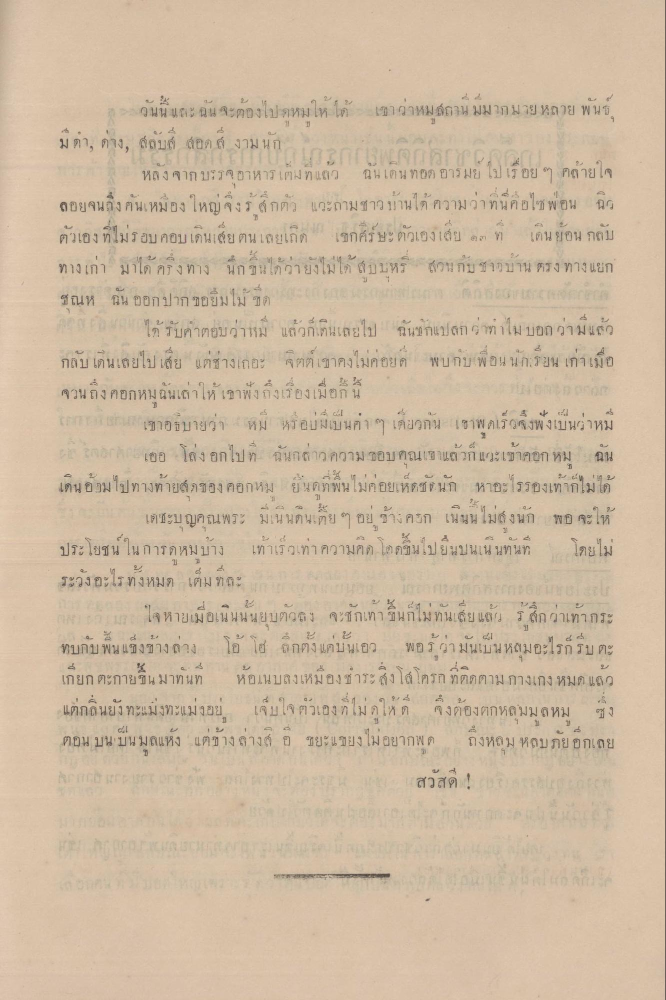 วันนี้และฉันจะต้องไปดูหมูให้ได้ เขาว่าหมูสถานีมีมากมายหลายพันธุ์
มีดำ, ด่าง, สลับสี สอดสี งามนัก
หลังจากบรรจุอาหารเต็มที่แล้ว ฉันเดินทอดอารมย์ไปเรื่อย ๆ คล้ายใจ
ลอยจนถึงคันเหมืองใหญ่จึงรู้สึกตัว แวะถามชาวบ้านได้ความว่าที่นี่คือไซพ่อน ฉิว
ตัวเองที่ไม่รอบคอบเดินเสียตนเลยเถิด เขกศีร์ษะตัวเองเสีย ๑๓ ที เดินย้อนกลับ
ทางเก่า มาได้ครึ่งทาง นึกขึ้นได้ว่ายังไม่ได้สูบบุหรี่ สวนกับชาวบ้านตรงทางแยก
ชุณห ฉันออกปากขอยืมไม้ขีด
ได้รับคำตอบว่าหมี แล้วก็เดินเลยไป ฉันชักแปลกว่าทำไมบอกว่ามีแล้ว
กลับเดินเลยไปเสีย แต่ช่างเถอะ จิตต์เขาคงไม่ค่อยดี พบกับเพื่อนนักเรียนเก่าเมื่อ
จวนถึงคอกหมูฉันเล่าให้เขาฟังถึงเรื่องเมื่อกี้นี้
เขาอธิบายว่า หมี หรือบ่มีเป็นคำ ๆ เดียวกัน เขาพูดเร็วจึงฟังเป็นว่าหมี
เออ โล่งอกไปที ฉันกล่าวความขอบคุณเขาแล้วก็แวะเข้าคอกหมู ฉัน
เดินอ้อมไปทางท้ายสุดของคอกหมู ยืนดูที่พื้นไม่ค่อยเห็ดชัดนัก หาอะไรรองเท้าก็ไม่ได้
เดชะบุญคุณพระ มีเนินดินเตี้ย ๆ อยู่ข้างคอก เนินนี้ไม่สูงนัก พอจะให้
ประโยชน์ในการดูหมูบ้าง เท้าเร็วเท่าความคิดโดดขึ้นไปยืนบนเนินทันที โดยไม่
ระวังอะไรทั้งหมด เต็มที่ละ
ใจหายเมื่อเนินนั้นยุบตัวลง จะชักเท้าขึ้นก็ไม่ทันเสียแล้ว รู้สึกว่าเท้ากระ
ทบกับพื้นแข็งข้างล่าง โอ้ โฮ ลึกตั้งแค่บั้นเอว พอรู้ว่ามันเป็นหลุมอะไรก็รีบตะ
เกียกตะกายขึ้นมาทันที ห้อแนบลงเหมืองชำระสิ่งโสโครกที่ติดตามกางเกงหมดแล้ว
แต่กลิ่นยังทะแม่งทะแม่งอยู่ เจ็บใจตัวเองที่ไม่ดูให้ดี จึงต้องตกหลุมมูลหมู ซึ่ง
ตอนบนเป็นมูลแห้ง แต่ข้างล่างสิ อี ขยะแขยงไม่อยากพูด ถึงหลุมหลบภัยอีกเลย
สวัสดี !